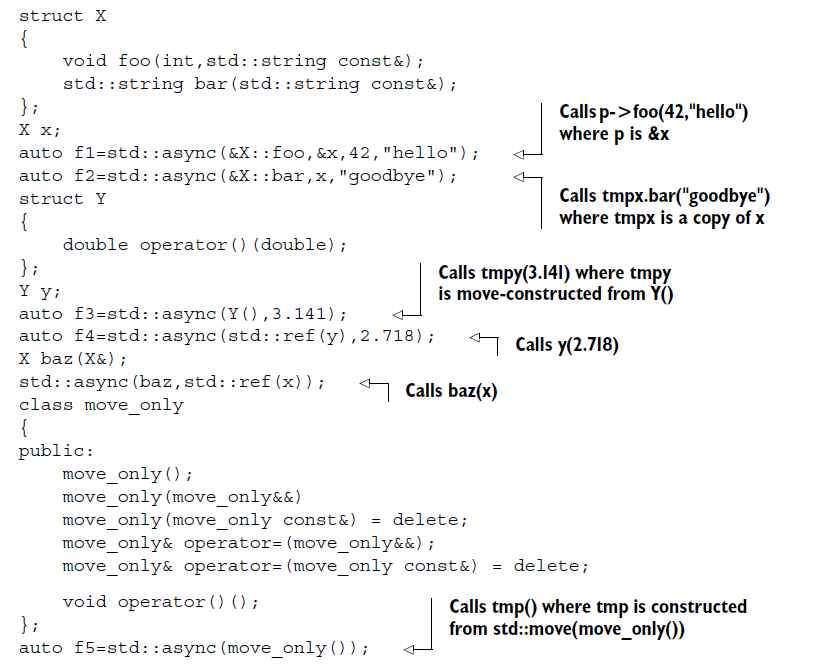 struct X
{
    void foo(int,std::string const&);
    std::string bar(std::string const&);
};
X x;
auto f1=std::async(&X::foo,&x,42,"hello");
Calls p->foo(42,"hello")
where p is &x
auto f2=std::async(&X::bar,x,"goodbye");
Calls tmpx.bar("goodbye")
where tmpx is a copy of x
struct Y
{
    double operator()(double);
};
Y y;
auto f3=std::async(Y(),3.141);
Calls tmpy(3.141) where tmpy
is move-constructed from Y()
auto f4=std::async(std::ref(y),2.718);
Calls y(2.718)
X baz(X&);
std::async(baz,std::ref(x));
Calls baz(x)
class move_only
{
public:
    move_only();
    move_only(move_only&&)
    move_only(move_only const&) = delete;
    move_only& operator=(move_only&&);
    move_only& operator=(move_only const&) = delete;
    void operator()();
};
auto f5=std::async(move_only());
Calls tmp() where tmp is constructed
from std::move(move_only())